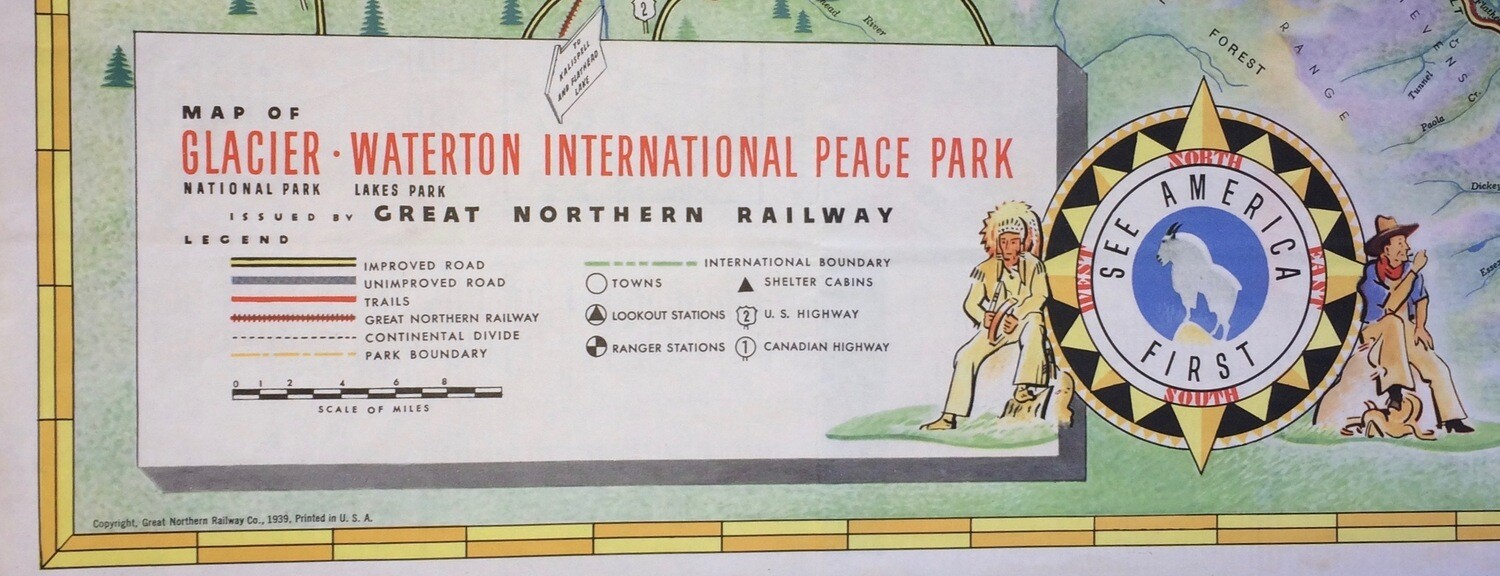 2
head River
TO
KALISPELL
AND FLATHEAD
LAKE
FOREST
RANGE
Tunnel Cr
Paola Cr.
Dickey
MAP OF
GLACIER · WATERTON INTERNATIONAL PEACE PARK
NATIONAL PARK LAKES PARK
ISSUED BY GREAT NORTHERN RAILWAY
LEGEND
IMPROVED ROAD
UNIMPROVED ROAD
TRAILS
GREAT NORTHERN RAILWAY
CONTINENTAL DIVIDE
PARK BOUNDARY
0 1 2 4 6 8
SCALE OF MILES
INTERNATIONAL BOUNDARY
TOWNS
SHELTER CABINS
LOOKOUT STATIONS
2 U. S. HIGHWAY
RANGER STATIONS
1 CANADIAN HIGHWAY
NORTH
SEE AMERICA
WEST
EAST
FIRST
SOUTH
Copyright, Great Northern Railway Co., 1939, Printed in U. S. A.